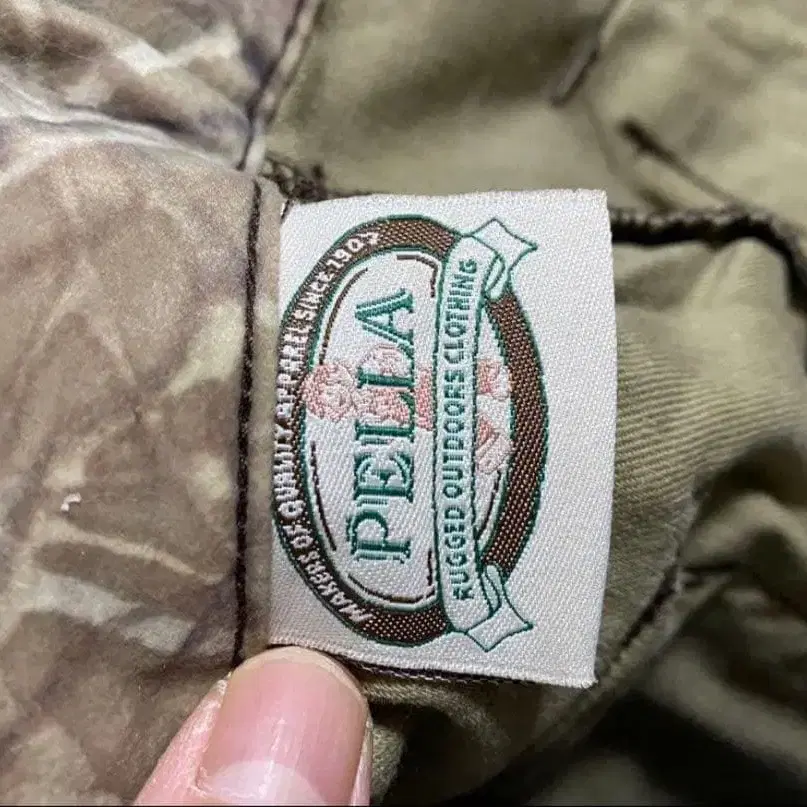 MAKERS OF QUALITY APPAREL SINCE 1907
PELLA
RUGGED OUTDOORS CLOTHING